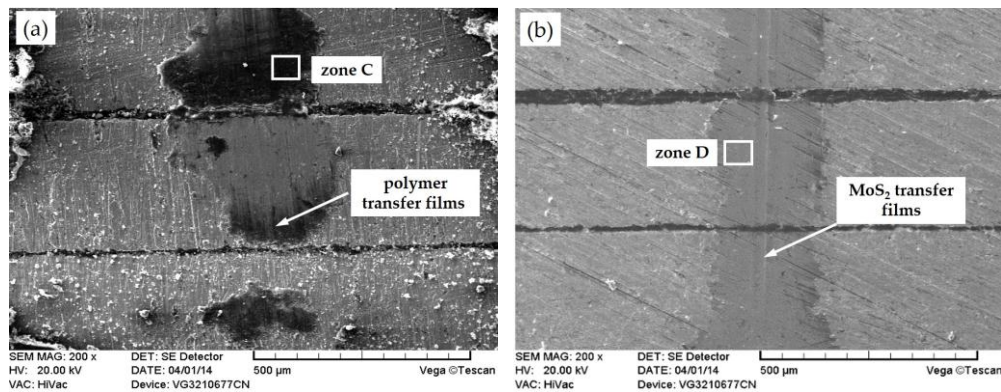 (a)
zone C
polymer
transfer films
SEM MAG: 200 x DET: SE Detector
HV: 20.00 kV DATE: 04/01/14 500 µm Vega ©Tescan
VAC: HiVac Device: VG3210677CN
(b)
zone D
MoS₂ transfer
films
SEM MAG: 200 x DET: SE Detector
HV: 20.00 kV DATE: 04/01/14 500 µm Vega ©Tescan
VAC: HiVac Device: VG3210677CN